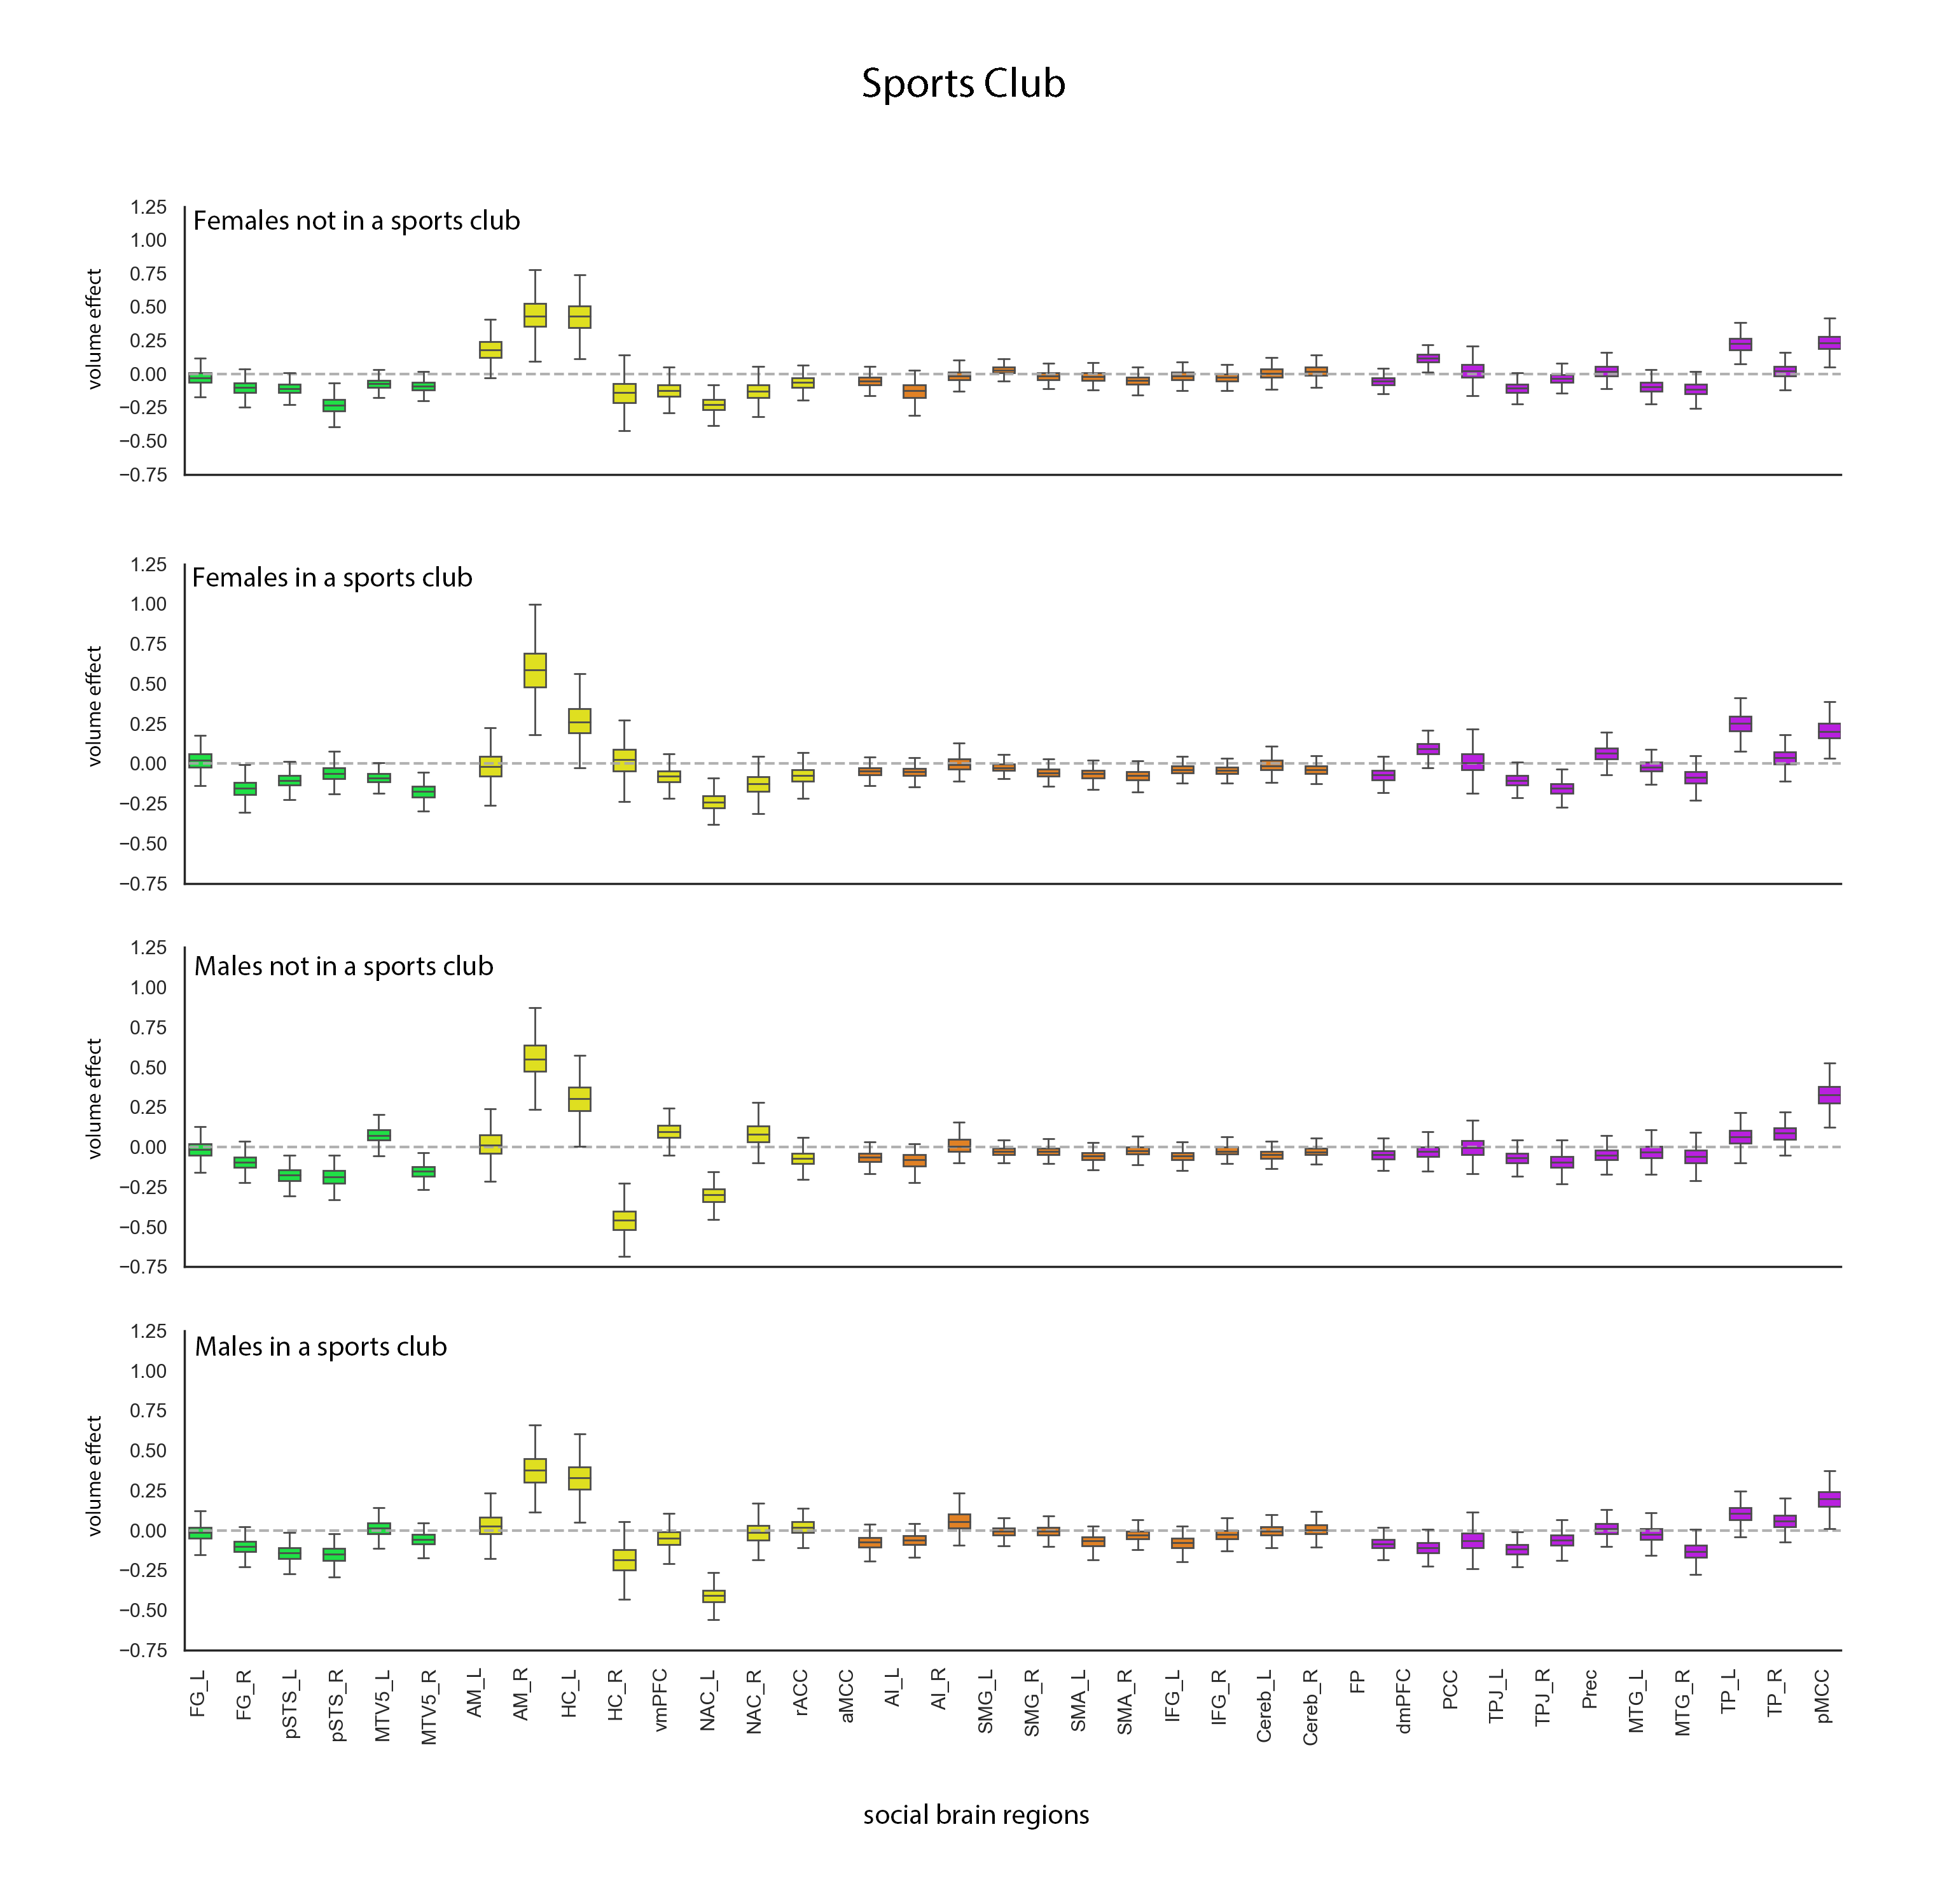 Sports Club
Females not in a sports club
volume effect
1.25
1.00
0.75
0.50
0.25
0.00
−0.25
−0.50
−0.75
Females in a sports club
volume effect
1.25
1.00
0.75
0.50
0.25
0.00
−0.25
−0.50
−0.75
Males not in a sports club
volume effect
1.25
1.00
0.75
0.50
0.25
0.00
−0.25
−0.50
−0.75
Males in a sports club
volume effect
1.25
1.00
0.75
0.50
0.25
0.00
−0.25
−0.50
−0.75
FG_L
FG_R
pSTS_L
pSTS_R
MTV5_L
MTV5_R
AM_L
AM_R
HC_L
HC_R
vmPFC
NAC_L
NAC_R
rACC
aMCC
AI_L
AI_R
SMG_L
SMG_R
SMA_L
SMA_R
IFG_L
IFG_R
Cereb_L
Cereb_R
FP
dmPFC
PCC
TPJ_L
TPJ_R
Prec
MTG_L
MTG_R
TP_L
TP_R
pMCC
social brain regions